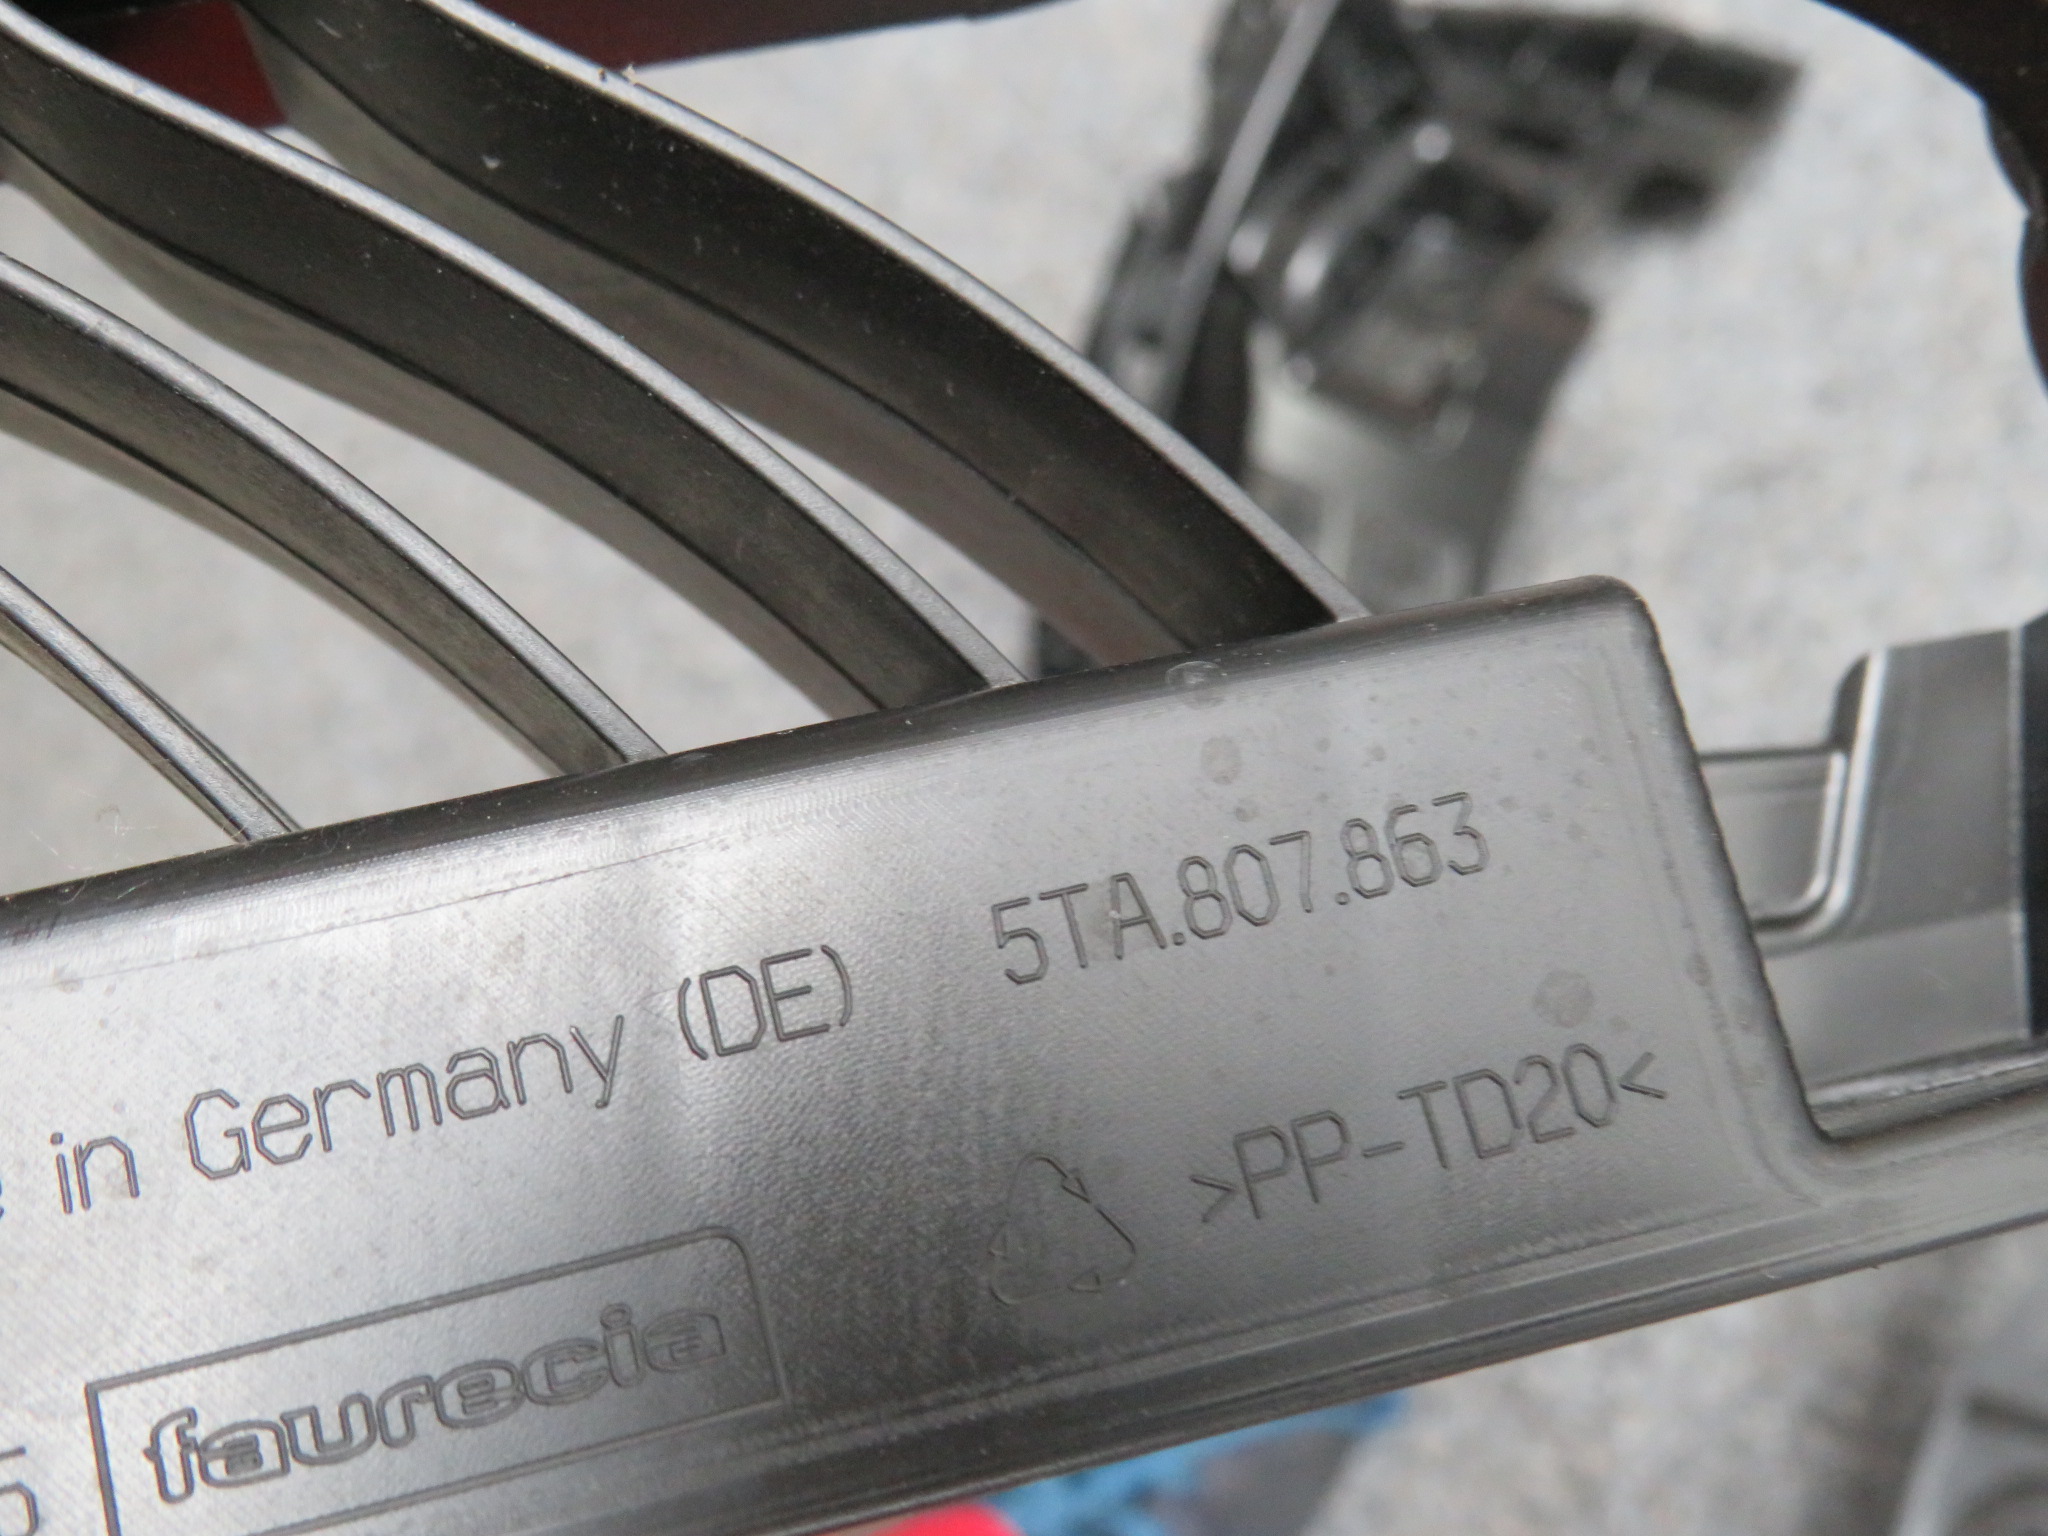 in Germany (DE) 5TA.807.863
>PP-TD20<
faurecia